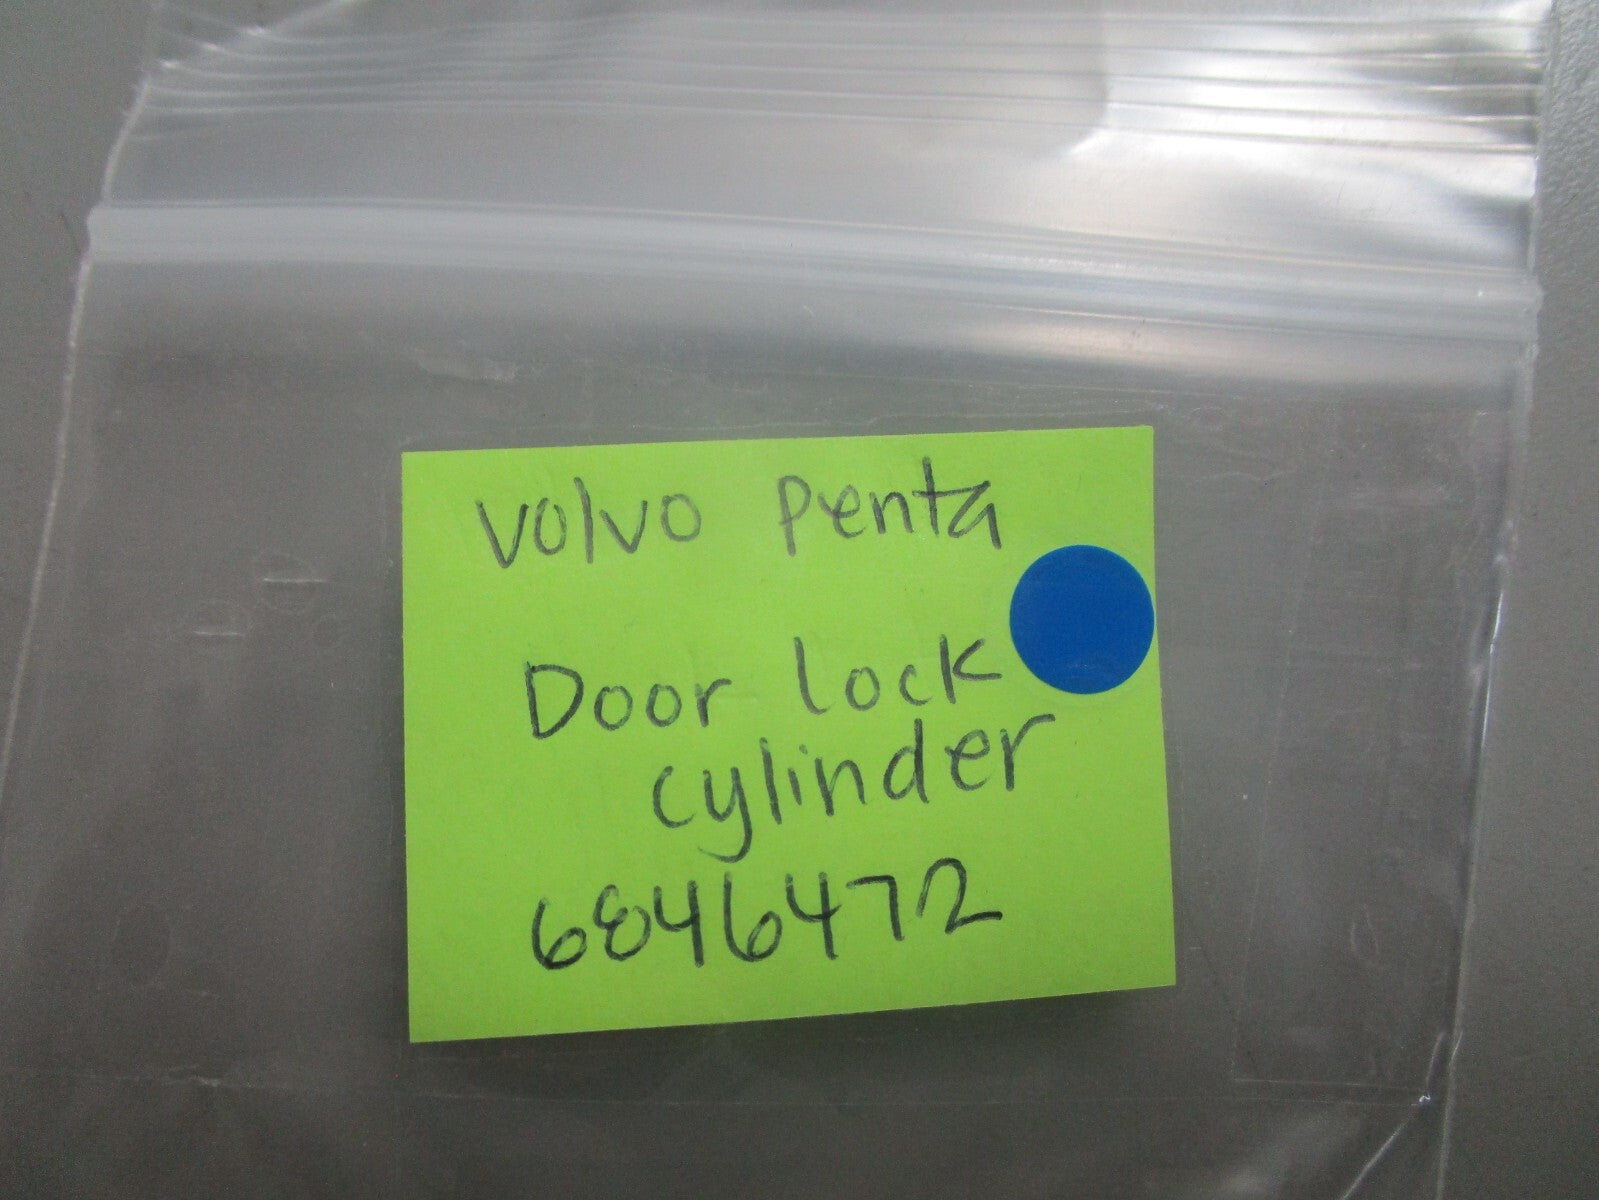 Volvo Penta
Door lock
cylinder
6846472